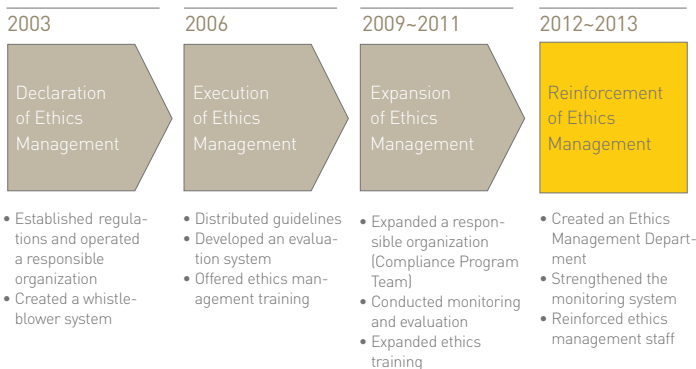 2003
Declaration
of Ethics
Management
• Established regula-
tions and operated
a responsible
organization
• Created a whistle-
blower system
2006
Execution
of Ethics
Management
• Distributed guidelines
• Developed an evalua-
tion system
• Offered ethics man-
agement training
2009~2011
Expansion
of Ethics
Management
• Expanded a respon-
sible organization
(Compliance Program
Team)
• Conducted monitoring
and evaluation
• Expanded ethics
training
2012~2013
Reinforcement
of Ethics
Management
• Created an Ethics
Management Depart-
ment
• Strengthened the
monitoring system
• Reinforced ethics
management staff